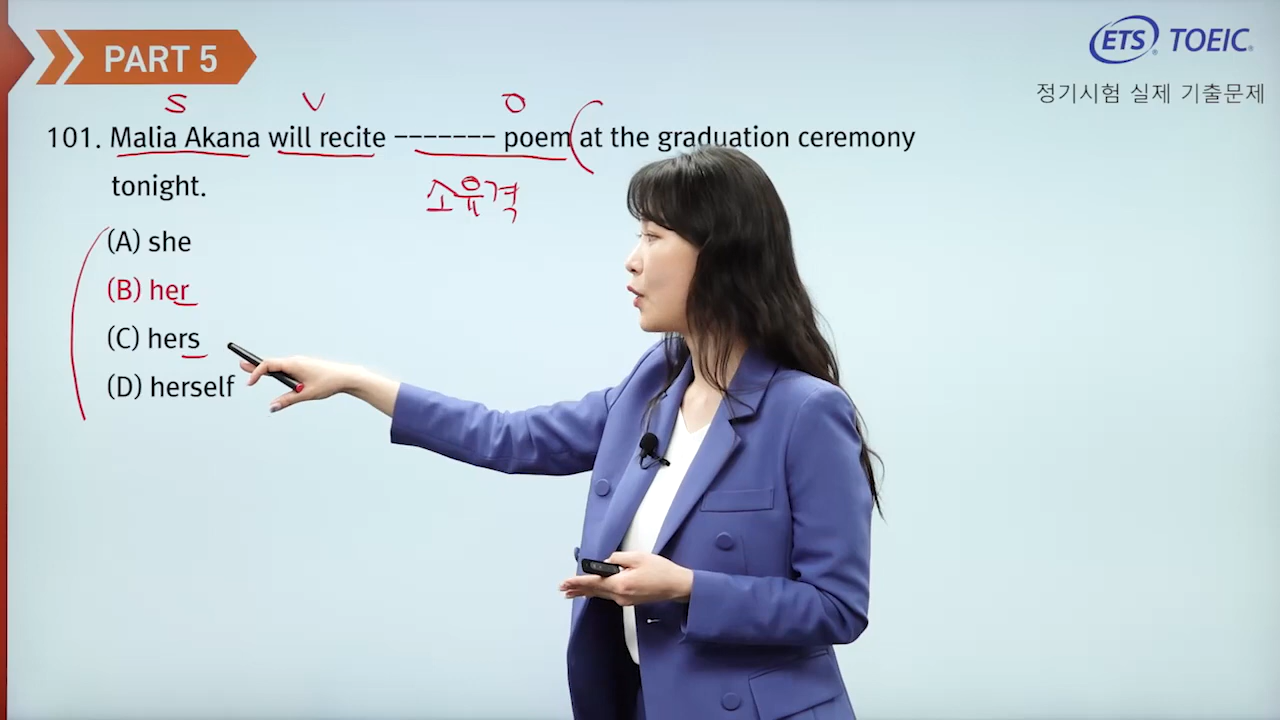 PART 5
ETS® TOEIC®
정기시험 실제 기출문제
S V O
101. Malia Akana will recite ------- poem at the graduation ceremony
tonight.
소유격
(A) she
(B) her
(C) hers
(D) herself